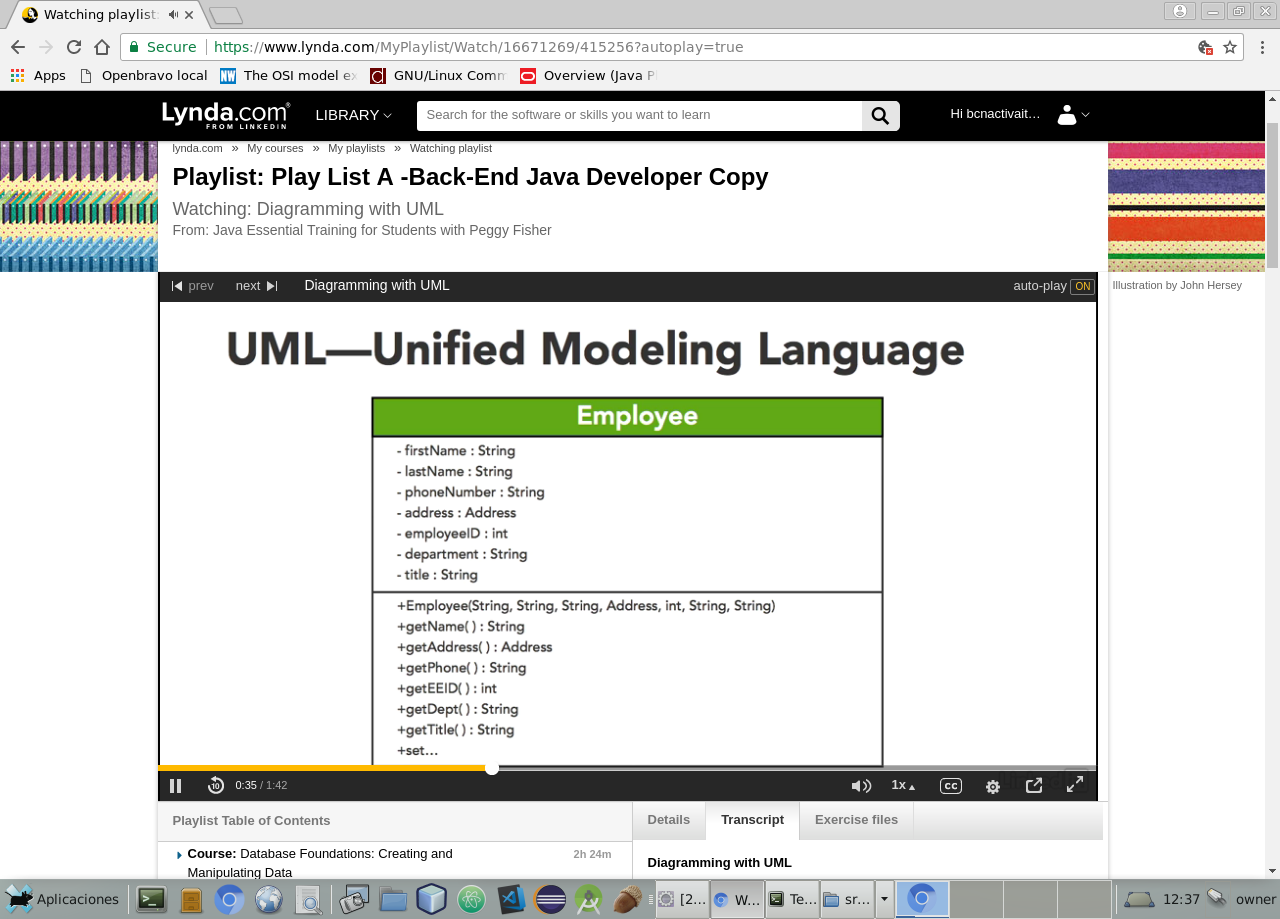 Watching playlist:
Secure https://www.lynda.com/MyPlaylist/Watch/16671269/415256?autoplay=true
Apps Openbravo local The OSI model ex GNU/Linux Comm Overview (Java Pl
Lynda.com LIBRARY Search for the software or skills you want to learn Hi bcnactivait...
FROM LINKEDIN
lynda.com » My courses » My playlists » Watching playlist
Playlist: Play List A -Back-End Java Developer Copy
Watching: Diagramming with UML
From: Java Essential Training for Students with Peggy Fisher
prev next Diagramming with UML auto-play ON
Illustration by John Hersey
UML—Unified Modeling Language
Employee
- firstName : String
- lastName : String
- phoneNumber : String
- address : Address
- employeeID : int
- department : String
- title : String
+Employee(String, String, String, Address, int, String, String)
+getName( ) : String
+getAddress( ) : Address
+getPhone( ) : String
+getEEID( ) : int
+getDept( ) : String
+getTitle( ) : String
+set...
10 0:35 / 1:42 1x cc
Playlist Table of Contents Details Transcript Exercise files
Course: Database Foundations: Creating and 2h 24m
Manipulating Data
Diagramming with UML
Aplicaciones [2... W... Te... sr... 12:37 owner